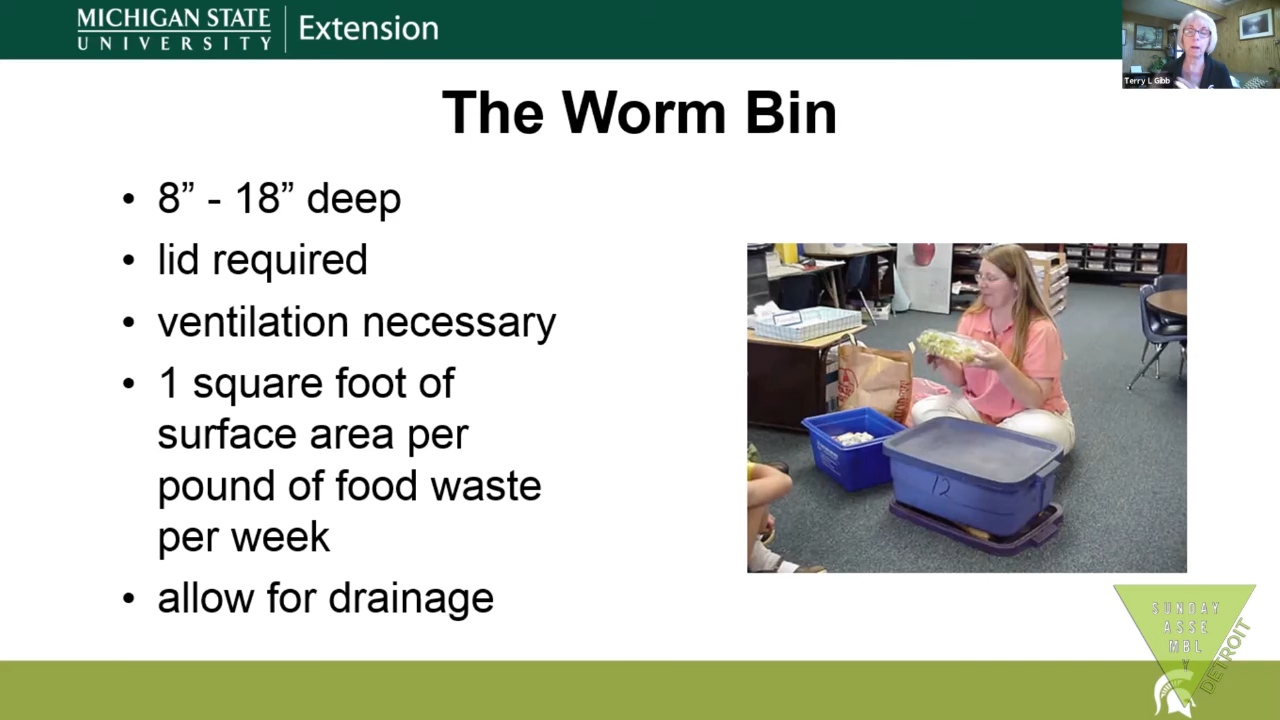 MICHIGAN STATE
UNIVERSITY
Extension
Terry L Gibb
The Worm Bin
• 8” - 18” deep
• lid required
• ventilation necessary
• 1 square foot of
surface area per
pound of food waste
per week
• allow for drainage
12
SUNDAY
ASSE
MBL
Y
DETROIT